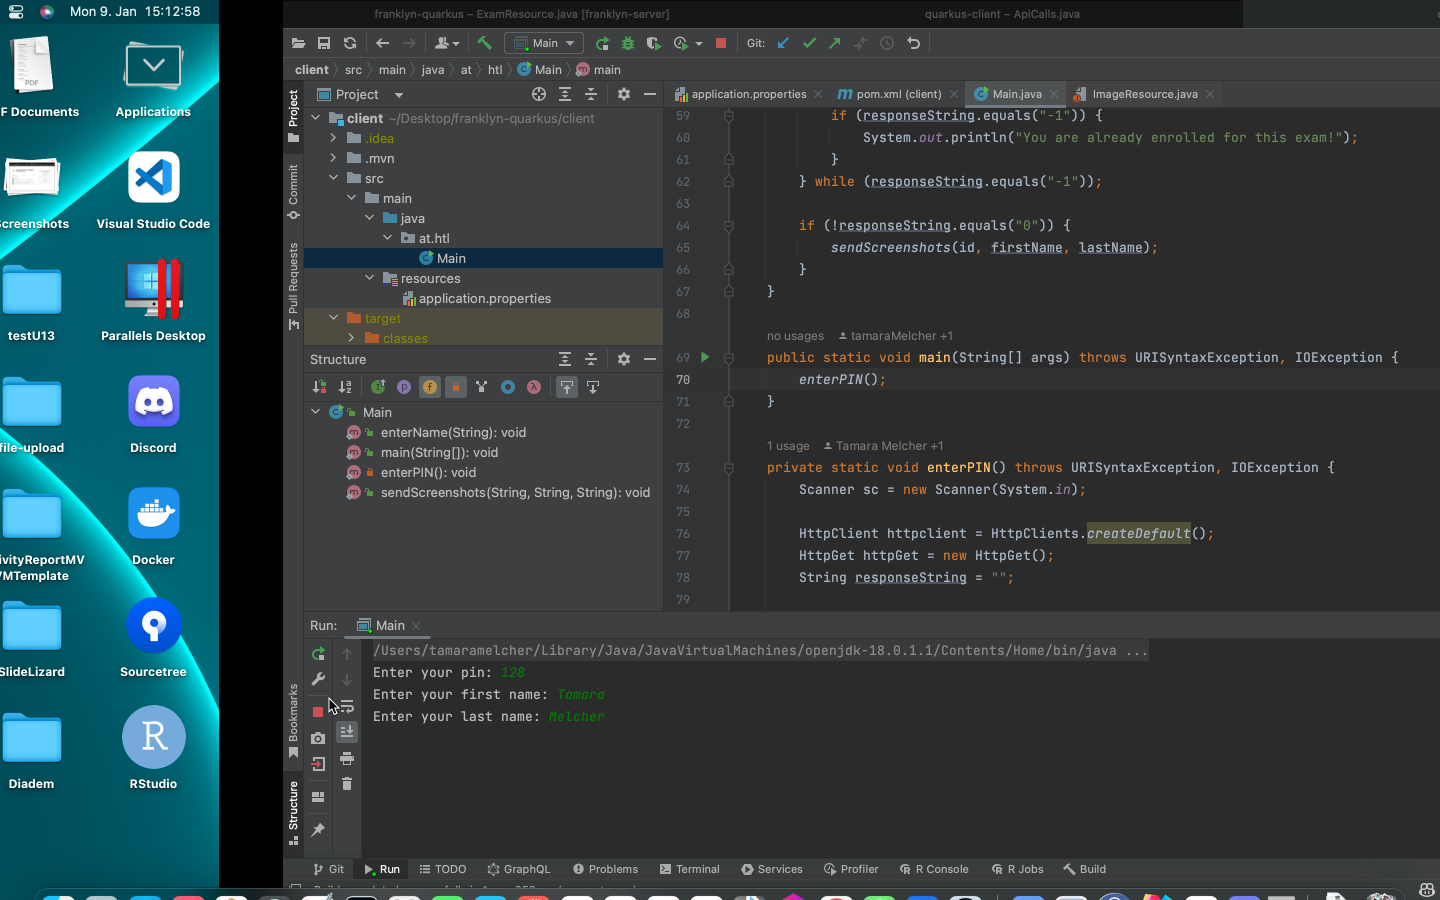 Mon 9. Jan 15:12:58
PDF
F Documents
Applications
Screenshots
Visual Studio Code
testU13
Parallels Desktop
file-upload
Discord
ivityReportMV
VMTemplate
Docker
SlideLizard
Sourcetree
Diadem
R
RStudio
franklyn-quarkus – ExamResource.java [franklyn-server]
quarkus-client – ApiCalls.java
Main
Git:
client
src
main
java
at
htl
Main
main
Project
Commit
Pull Requests
Bookmarks
Structure
Project
client ~/Desktop/franklyn-quarkus/client
.idea
.mvn
src
main
java
at.htl
Main
resources
application.properties
target
classes
Structure
Main
enterName(String): void
main(String[]): void
enterPIN(): void
sendScreenshots(String, String, String): void
application.properties
pom.xml (client)
Main.java
ImageResource.java
59 if (responseString.equals("-1")) {
60 System.out.println("You are already enrolled for this exam!");
61 }
62 } while (responseString.equals("-1"));
63
64 if (!responseString.equals("0")) {
65 sendScreenshots(id, firstName, lastName);
66 }
67 }
68
no usages tamaraMelcher +1
69 public static void main(String[] args) throws URISyntaxException, IOException {
70 enterPIN();
71 }
72
1 usage Tamara Melcher +1
73 private static void enterPIN() throws URISyntaxException, IOException {
74 Scanner sc = new Scanner(System.in);
75
76 HttpClient httpclient = HttpClients.createDefault();
77 HttpGet httpGet = new HttpGet();
78 String responseString = "";
79
Run: Main
/Users/tamaramelcher/Library/Java/JavaVirtualMachines/openjdk-18.0.1.1/Contents/Home/bin/java ...
Enter your pin: 128
Enter your first name: Tamara
Enter your last name: Melcher
Git
Run
TODO
GraphQL
Problems
Terminal
Services
Profiler
R Console
R Jobs
Build